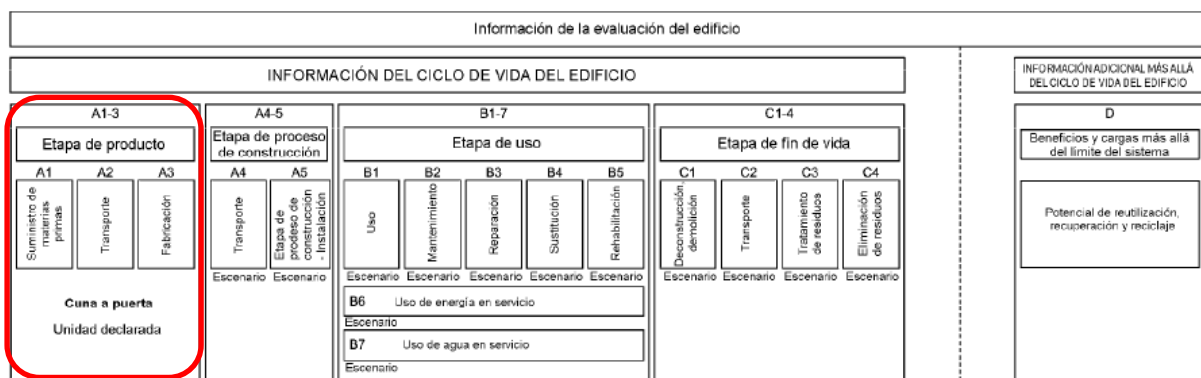 Información de la evaluación del edificio
INFORMACIÓN DEL CICLO DE VIDA DEL EDIFICIO
INFORMACIÓN ADICIONAL MÁS ALLÁ
DEL CICLO DE VIDA DEL EDIFICIO
A1-3
Etapa de producto
A1
A2
A3
Suministro de
materias
primas
Transporte
Fabricación
Cuna a puerta
Unidad declarada
A4-5
Etapa de proceso
de construcción
A4
A5
Transporte
Etapa de
prodeso de
construcción
- Instalación
Escenario
Escenario
B1-7
Etapa de uso
B1
B2
B3
B4
B5
Uso
Mantenimiento
Reparación
Sustitución
Rehabilitación
Escenario
Escenario
Escenario
Escenario
Escenario
B6 Uso de energía en servicio
Escenario
B7 Uso de agua en servicio
Escenario
C1-4
Etapa de fin de vida
C1
C2
C3
C4
Deconstrucción,
demolición
Transporte
Tratamiento
de residuos
Eliminación
de residuos
Escenario
Escenario
Escenario
Escenario
D
Beneficios y cargas más allá
del límite del sistema
Potencial de reutilización,
recuperación y reciclaje